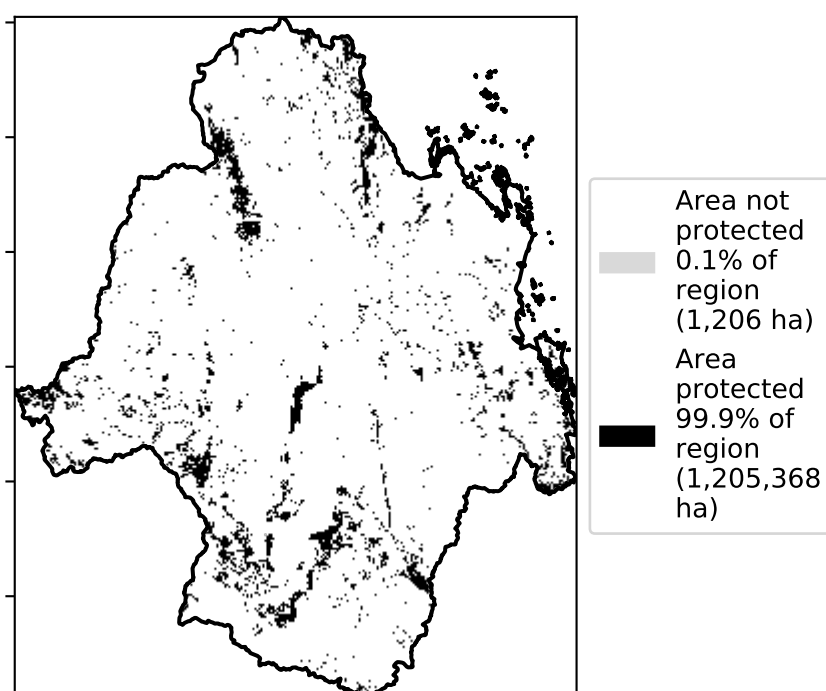 Area not
protected
0.1% of
region
(1,206 ha)
Area
protected
99.9% of
region
(1,205,368
ha)